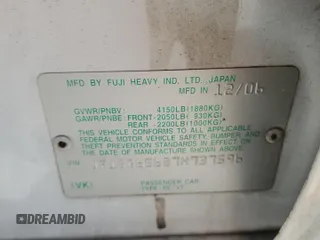 MFD BY FUJI HEAVY IND. LTD. JAPAN
MFD IN 12/06
GVWR/PNBV: 4150LB(1880KG)
GAWR/PNBE: FRONT-2050LB( 930KG)
REAR -2200LB(1000KG)*
THIS VEHICLE CONFORMS TO ALL APPLICABLE
FEDERAL MOTOR VEHICLE SAFETY, BUMPER, AND
THEFT PREVENTION STANDARDS IN EFFECT ON
THE DATE OF MANUFACTURE SHOWN ABOVE
PASSENGER CAR
(VK)
DREAMBID